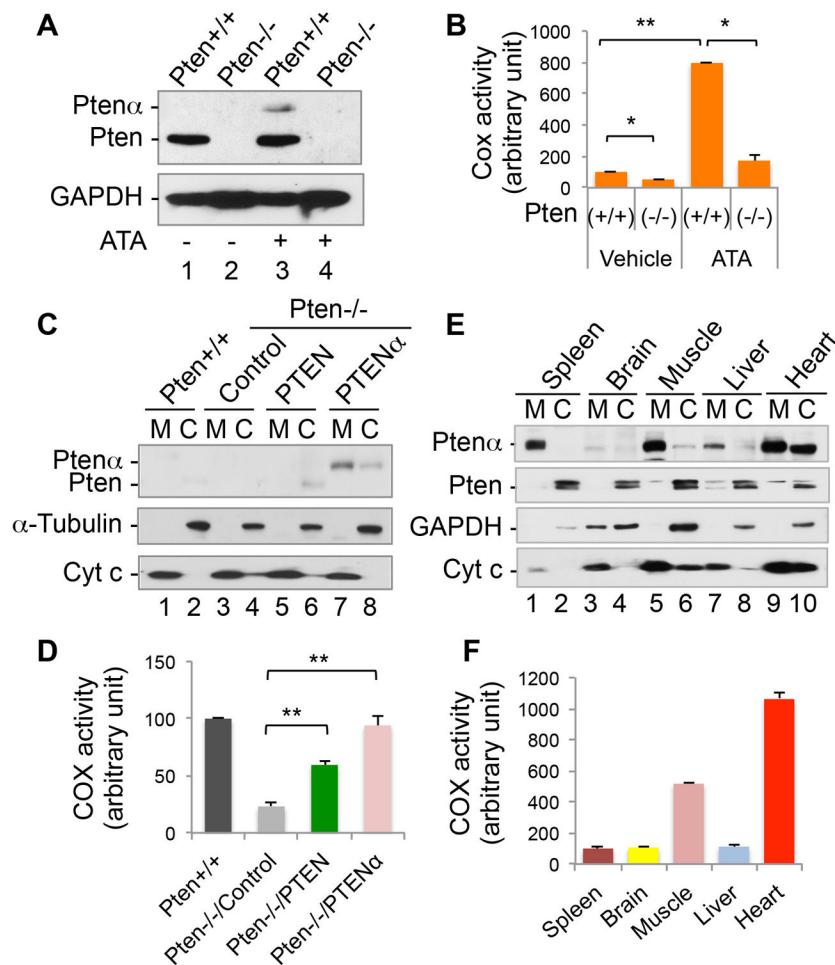 A
Pten+/+ Pten-/- Pten+/+ Pten-/-
Ptenα
Pten
GAPDH
ATA - - + +
1 2 3 4
B
Cox activity
(arbitrary unit)
1000
800
600
400
200
0
** *
*
Pten (+/+) (-/-) (+/+) (-/-)
Vehicle ATA
C
Pten-/-
Pten+/+ Control PTEN PTENα
M C M C M C M C
Ptenα
Pten
α-Tubulin
Cyt c
1 2 3 4 5 6 7 8
E
Spleen Brain Muscle Liver Heart
M C M C M C M C M C
Ptenα
Pten
GAPDH
Cyt c
1 2 3 4 5 6 7 8 9 10
D
COX activity
(arbitrary unit)
150
100
50
0
**
**
Pten+/+
Pten-/-/Control
Pten-/-/PTEN
Pten-/-/PTENα
F
COX activity
(arbitrary unit)
1200
1000
800
600
400
200
0
Spleen
Brain
Muscle
Liver
Heart